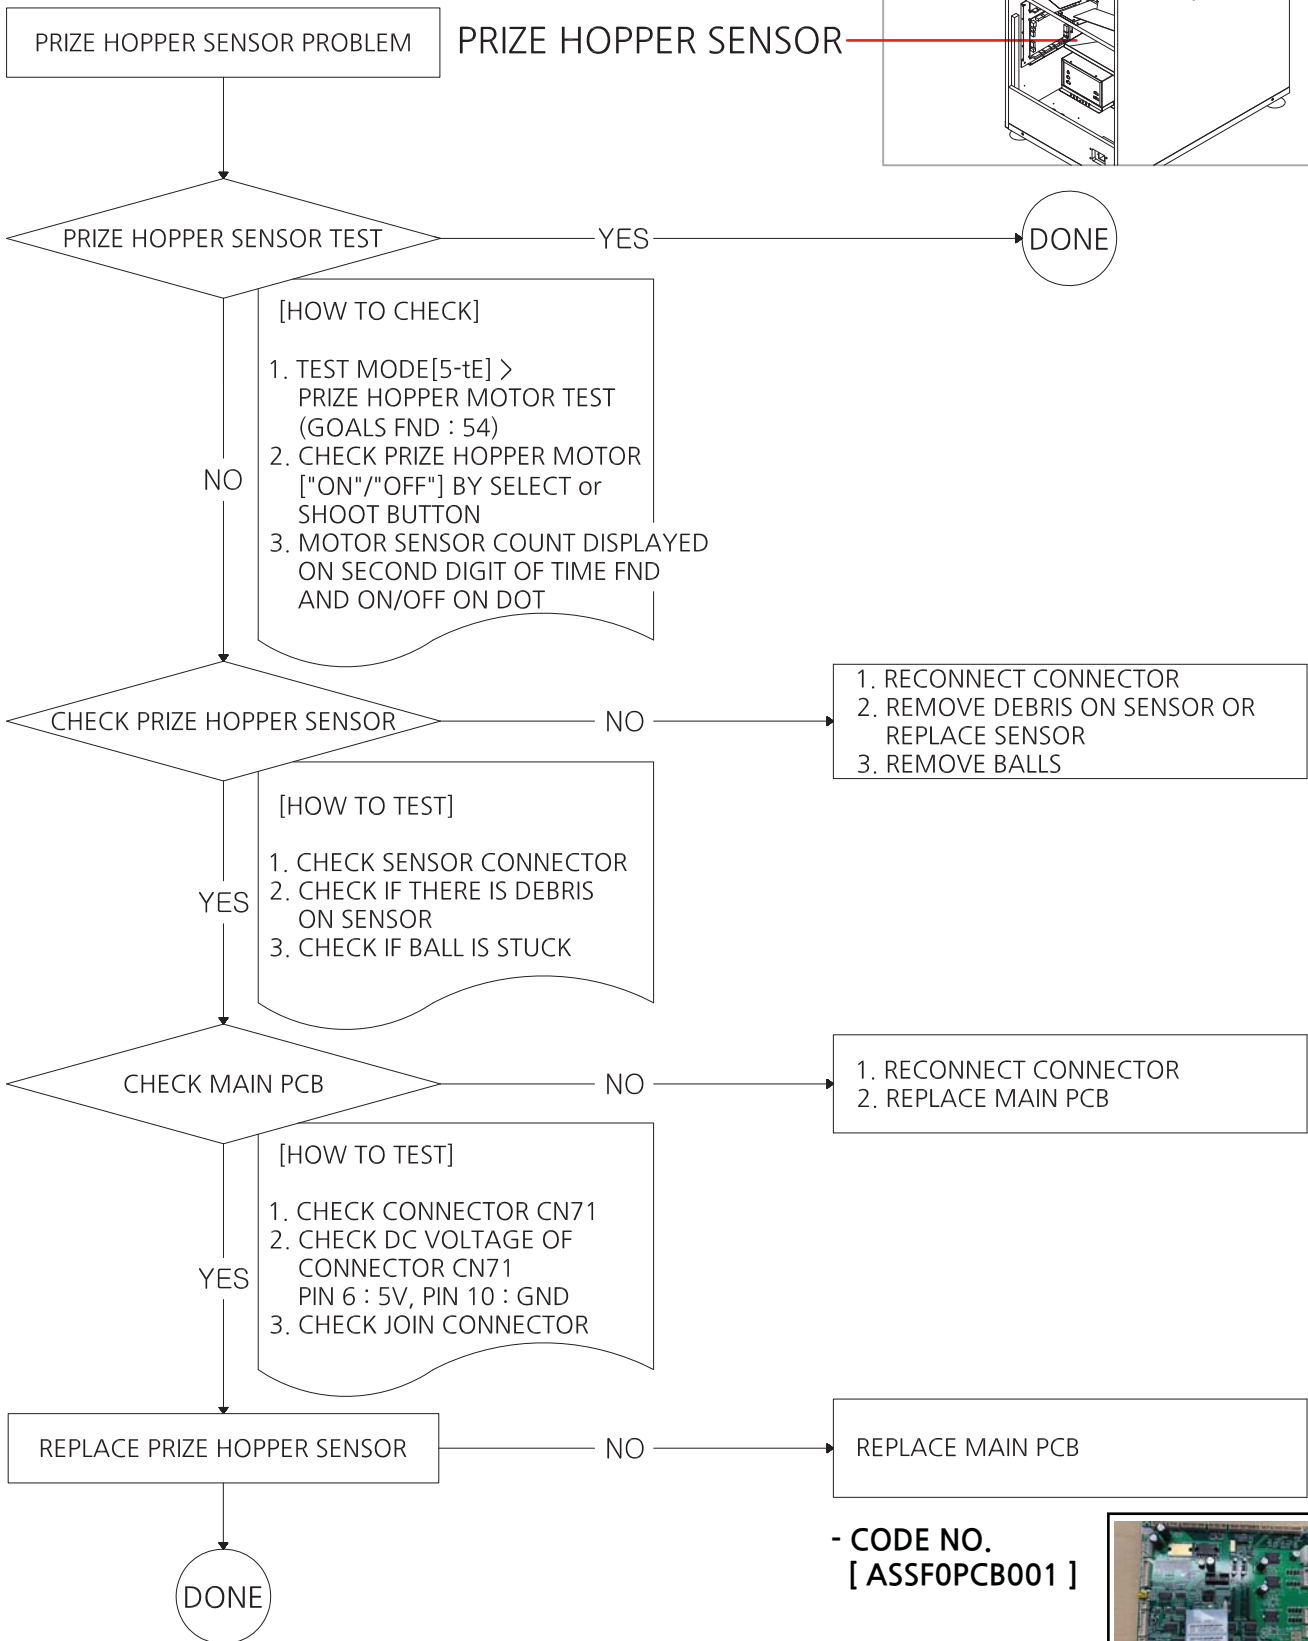 PRIZE HOPPER SENSOR PROBLEM
PRIZE HOPPER SENSOR
PRIZE HOPPER SENSOR TEST
YES
DONE
[HOW TO CHECK]
1. TEST MODE[5-tE] >
PRIZE HOPPER MOTOR TEST
(GOALS FND : 54)
2. CHECK PRIZE HOPPER MOTOR
["ON"/"OFF"] BY SELECT or
SHOOT BUTTON
3. MOTOR SENSOR COUNT DISPLAYED
ON SECOND DIGIT OF TIME FND
AND ON/OFF ON DOT
NO
CHECK PRIZE HOPPER SENSOR
NO
1. RECONNECT CONNECTOR
2. REMOVE DEBRIS ON SENSOR OR
REPLACE SENSOR
3. REMOVE BALLS
[HOW TO TEST]
1. CHECK SENSOR CONNECTOR
2. CHECK IF THERE IS DEBRIS
ON SENSOR
3. CHECK IF BALL IS STUCK
YES
CHECK MAIN PCB
NO
1. RECONNECT CONNECTOR
2. REPLACE MAIN PCB
[HOW TO TEST]
1. CHECK CONNECTOR CN71
2. CHECK DC VOLTAGE OF
CONNECTOR CN71
PIN 6 : 5V, PIN 10 : GND
3. CHECK JOIN CONNECTOR
YES
REPLACE PRIZE HOPPER SENSOR
NO
REPLACE MAIN PCB
- CODE NO.
[ ASSF0PCB001 ]
DONE